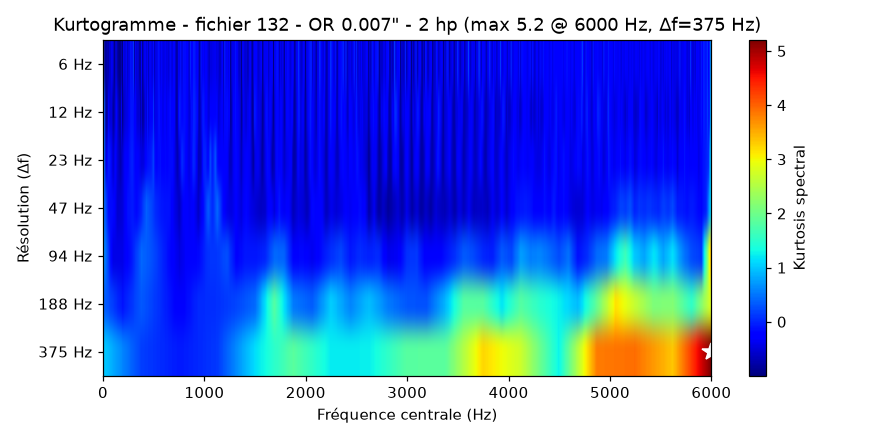 Kurtogramme - fichier 132 - OR 0.007" - 2 hp (max 5.2 @ 6000 Hz, Δf=375 Hz)
6 Hz
12 Hz
23 Hz
47 Hz
94 Hz
188 Hz
375 Hz
Résolution (Δf)
0
1000
2000
3000
4000
5000
6000
Fréquence centrale (Hz)
5
4
3
2
1
0
Kurtosis spectral